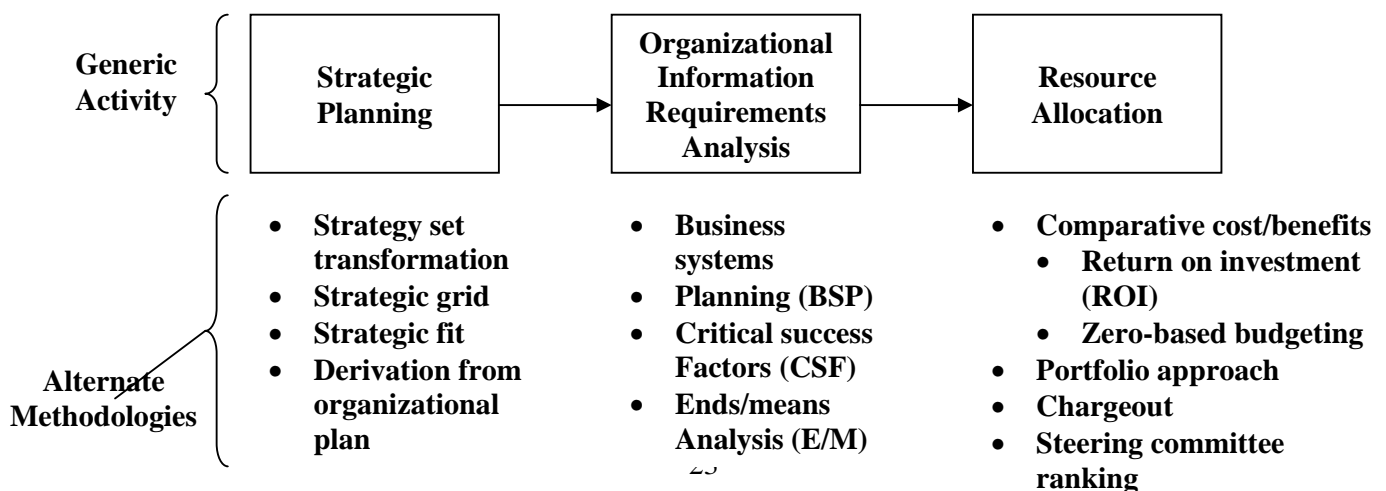 Generic
Activity
Strategic
Planning
Organizational
Information
Requirements
Analysis
Resource
Allocation
Alternate
Methodologies
• Strategy set
transformation
• Strategic grid
• Strategic fit
• Derivation from
organizational
plan
• Business
systems
• Planning (BSP)
• Critical success
Factors (CSF)
• Ends/means
Analysis (E/M)
• Comparative cost/benefits
• Return on investment
(ROI)
• Zero-based budgeting
• Portfolio approach
• Chargeout
• Steering committee
ranking